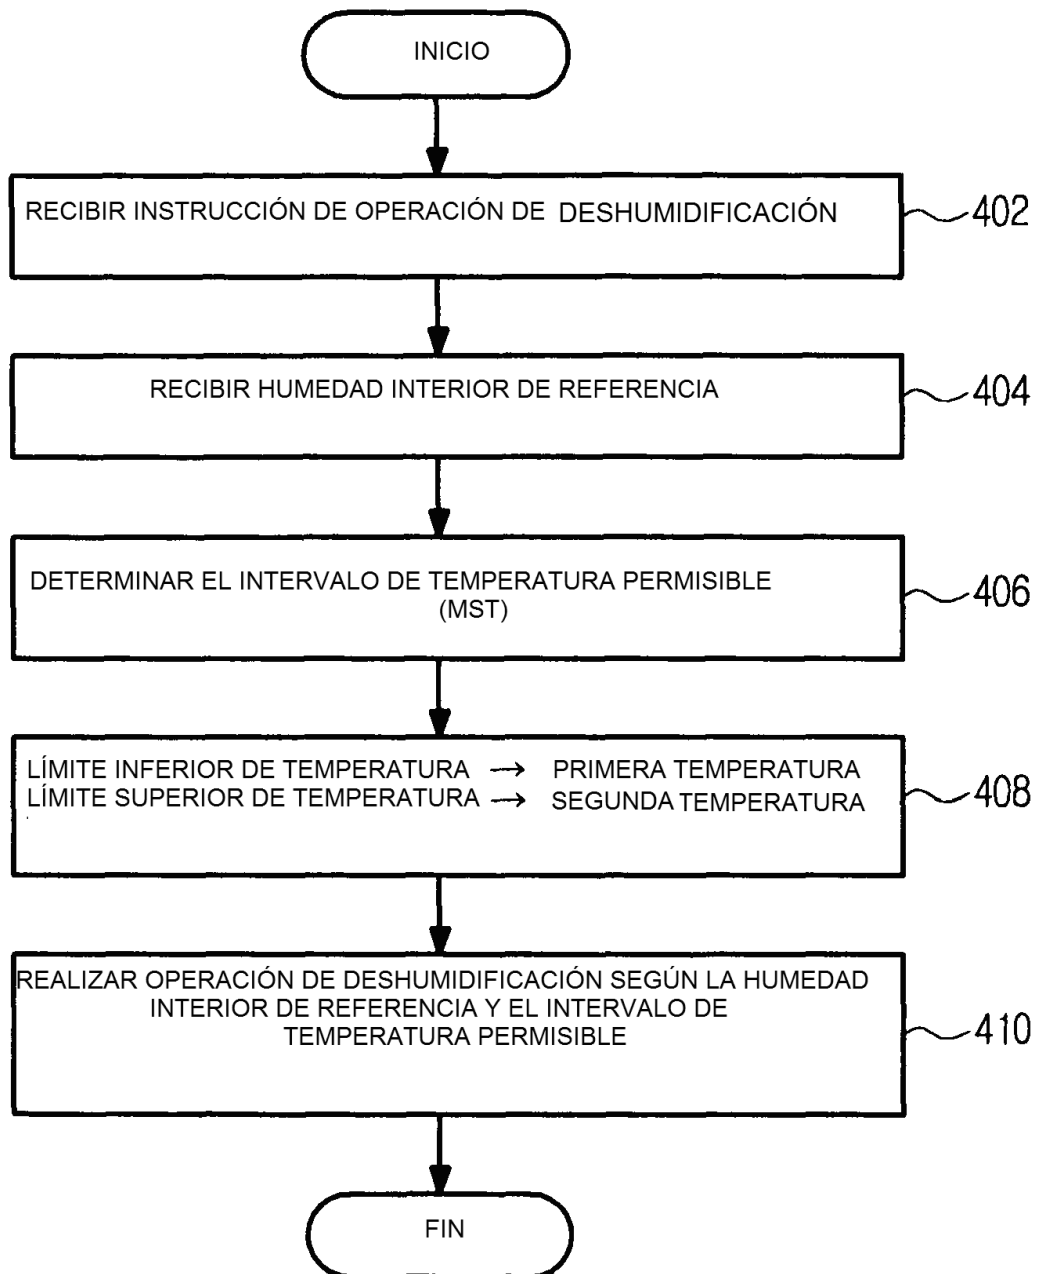 INICIO
RECIBIR INSTRUCCIÓN DE OPERACIÓN DE DESHUMIDIFICACIÓN
402
RECIBIR HUMEDAD INTERIOR DE REFERENCIA
404
DETERMINAR EL INTERVALO DE TEMPERATURA PERMISIBLE
(MST)
406
LÍMITE INFERIOR DE TEMPERATURA → PRIMERA TEMPERATURA
LÍMITE SUPERIOR DE TEMPERATURA → SEGUNDA TEMPERATURA
408
REALIZAR OPERACIÓN DE DESHUMIDIFICACIÓN SEGÚN LA HUMEDAD
INTERIOR DE REFERENCIA Y EL INTERVALO DE
TEMPERATURA PERMISIBLE
410
FIN